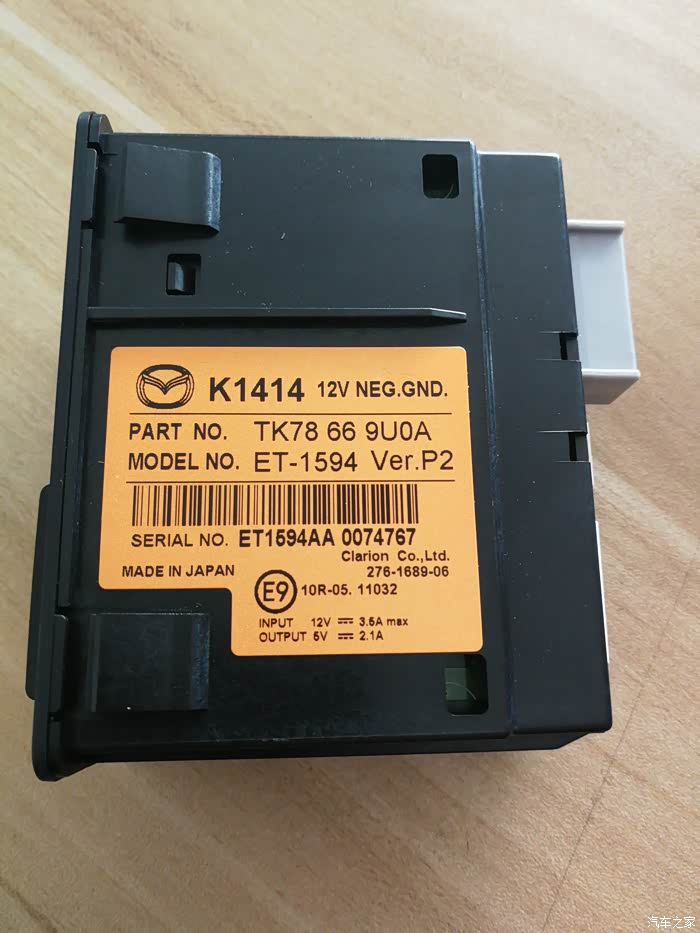 K1414 12V NEG.GND.
PART NO. TK78 66 9U0A
MODEL NO. ET-1594 Ver.P2
SERIAL NO. ET1594AA 0074767
Clarion Co.,Ltd.
MADE IN JAPAN 276-1689-06
E9 10R-05. 11032
INPUT 12V ⎓ 3.5A max
OUTPUT 5V ⎓ 2.1A
汽车之家